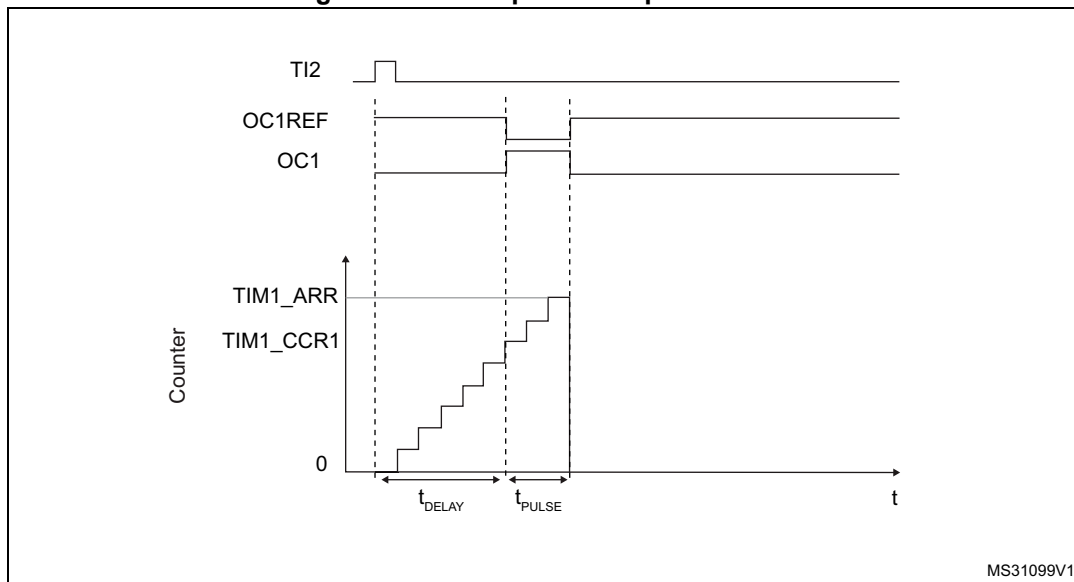 TI2
OC1REF
OC1
TIM1_ARR
TIM1_CCR1
Counter
0
tDELAY
tPULSE
t
MS31099V1